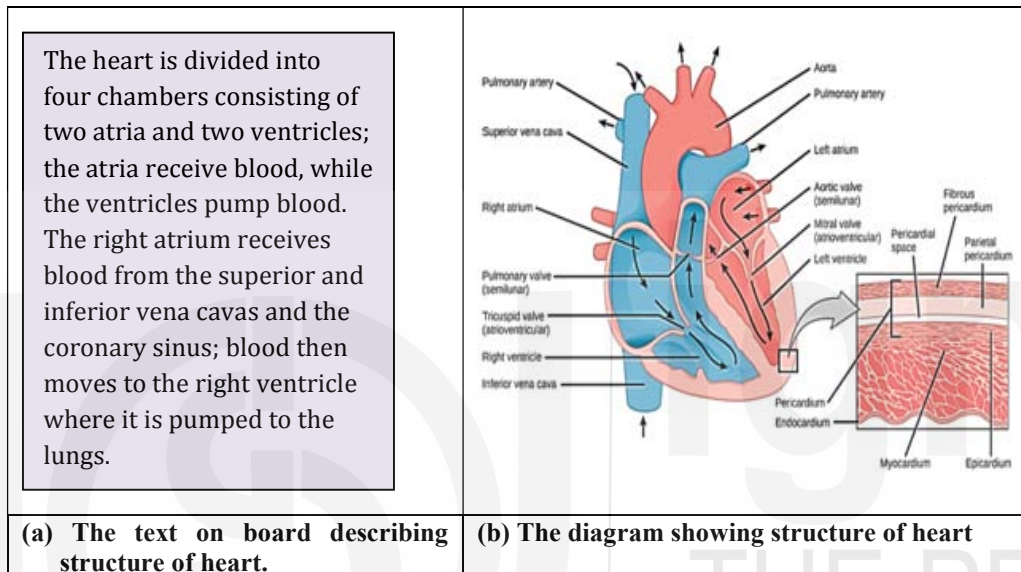 The heart is divided into
four chambers consisting of
two atria and two ventricles;
the atria receive blood, while
the ventricles pump blood.
The right atrium receives
blood from the superior and
inferior vena cavas and the
coronary sinus; blood then
moves to the right ventricle
where it is pumped to the
lungs.
Pulmonary artery
Superior vena cava
Right atrium
Pulmonary valve
(semilunar)
Tricuspid valve
(atrioventricular)
Right ventricle
Inferior vena cava
Aorta
Pulmonary artery
Left atrium
Aortic valve
(semilunar)
Mitral valve
(atrioventricular)
Left ventricle
Fibrous
pericardium
Pericardial
space
Parietal
pericardium
Pericardium
Endocardium
Myocardium
Epicardium
(a) The text on board describing
structure of heart.
(b) The diagram showing structure of heart